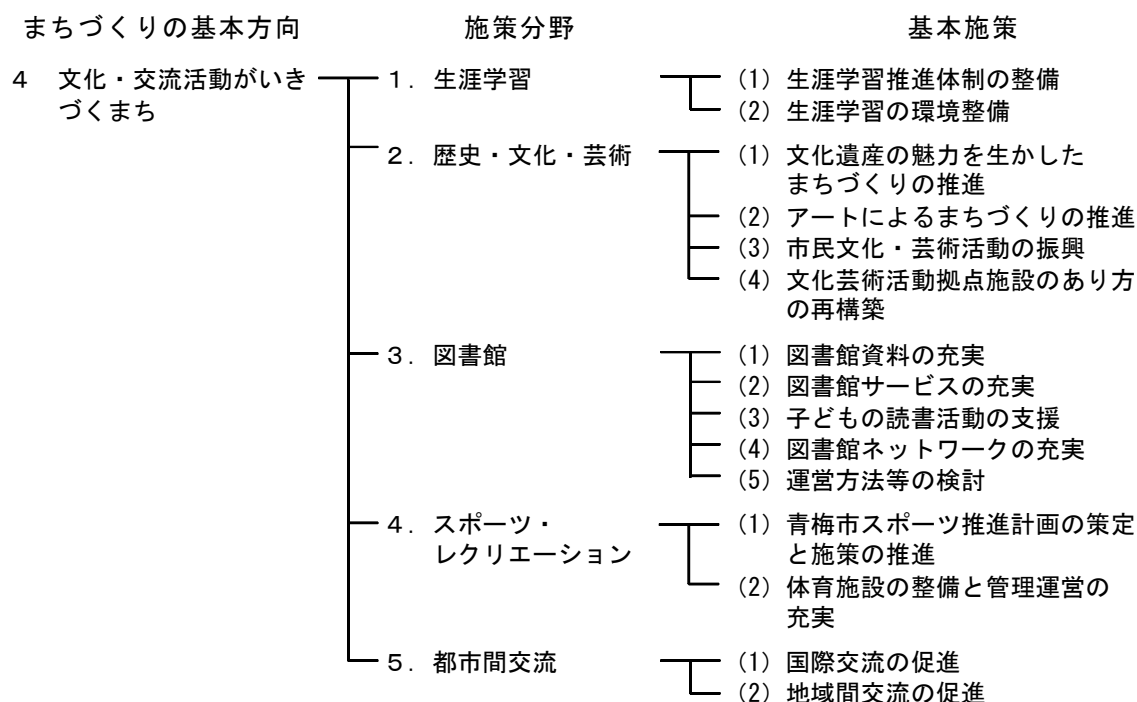 まちづくりの基本方向 施策分野 基本施策
4 文化・交流活動がいき 1．生涯学習 (1) 生涯学習推進体制の整備
づくまち (2) 生涯学習の環境整備
2．歴史・文化・芸術 (1) 文化遺産の魅力を生かした
まちづくりの推進
(2) アートによるまちづくりの推進
(3) 市民文化・芸術活動の振興
(4) 文化芸術活動拠点施設のあり方
の再構築
3．図書館 (1) 図書館資料の充実
(2) 図書館サービスの充実
(3) 子どもの読書活動の支援
(4) 図書館ネットワークの充実
(5) 運営方法等の検討
4．スポーツ・ (1) 青梅市スポーツ推進計画の策定
レクリエーション と施策の推進
(2) 体育施設の整備と管理運営の
充実
5．都市間交流 (1) 国際交流の促進
(2) 地域間交流の促進